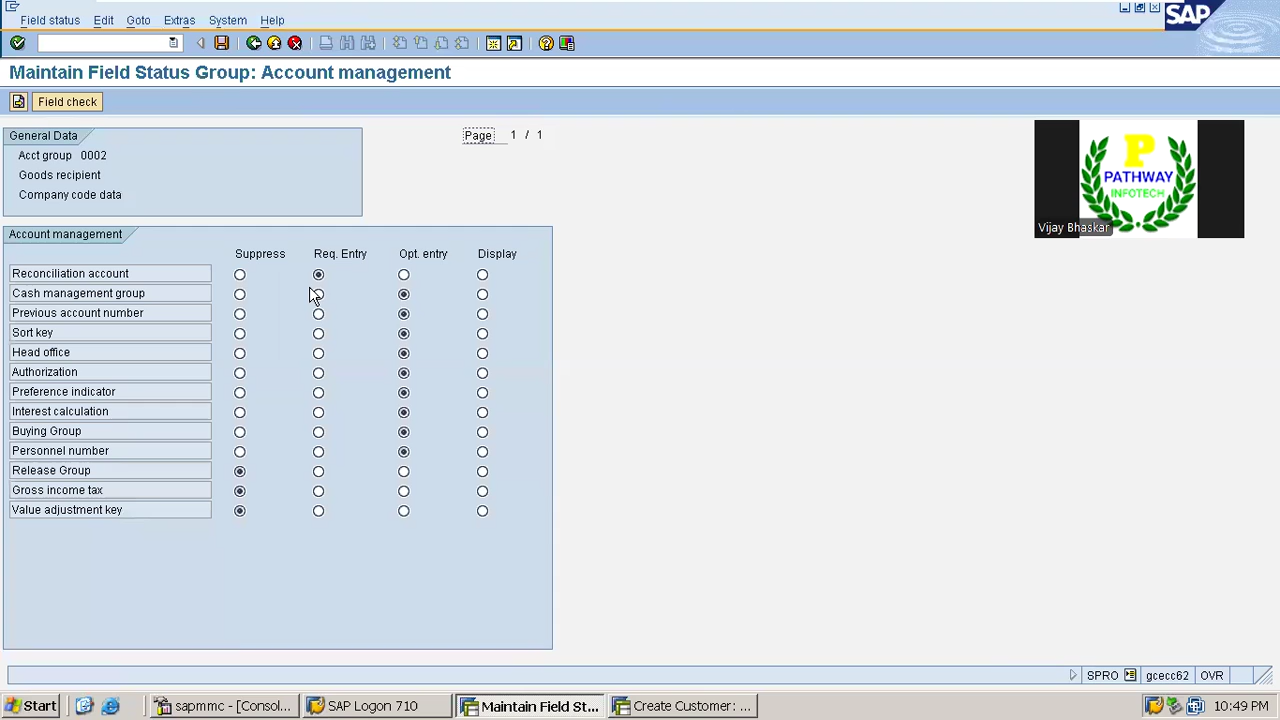 Field status Edit Goto Extras System Help
SAP
Maintain Field Status Group: Account management
Field check
General Data
Page 1 / 1
Acct group 0002
Goods recipient
Company code data
P
PATHWAY
INFOTECH
Vijay Bhaskar
Account management
Suppress Req. Entry Opt. entry Display
Reconciliation account
Cash management group
Previous account number
Sort key
Head office
Authorization
Preference indicator
Interest calculation
Buying Group
Personnel number
Release Group
Gross income tax
Value adjustment key
SPRO gcecc62 OVR
Start sapmmc - [Consol... SAP Logon 710 Maintain Field St... Create Customer: ... 10:49 PM